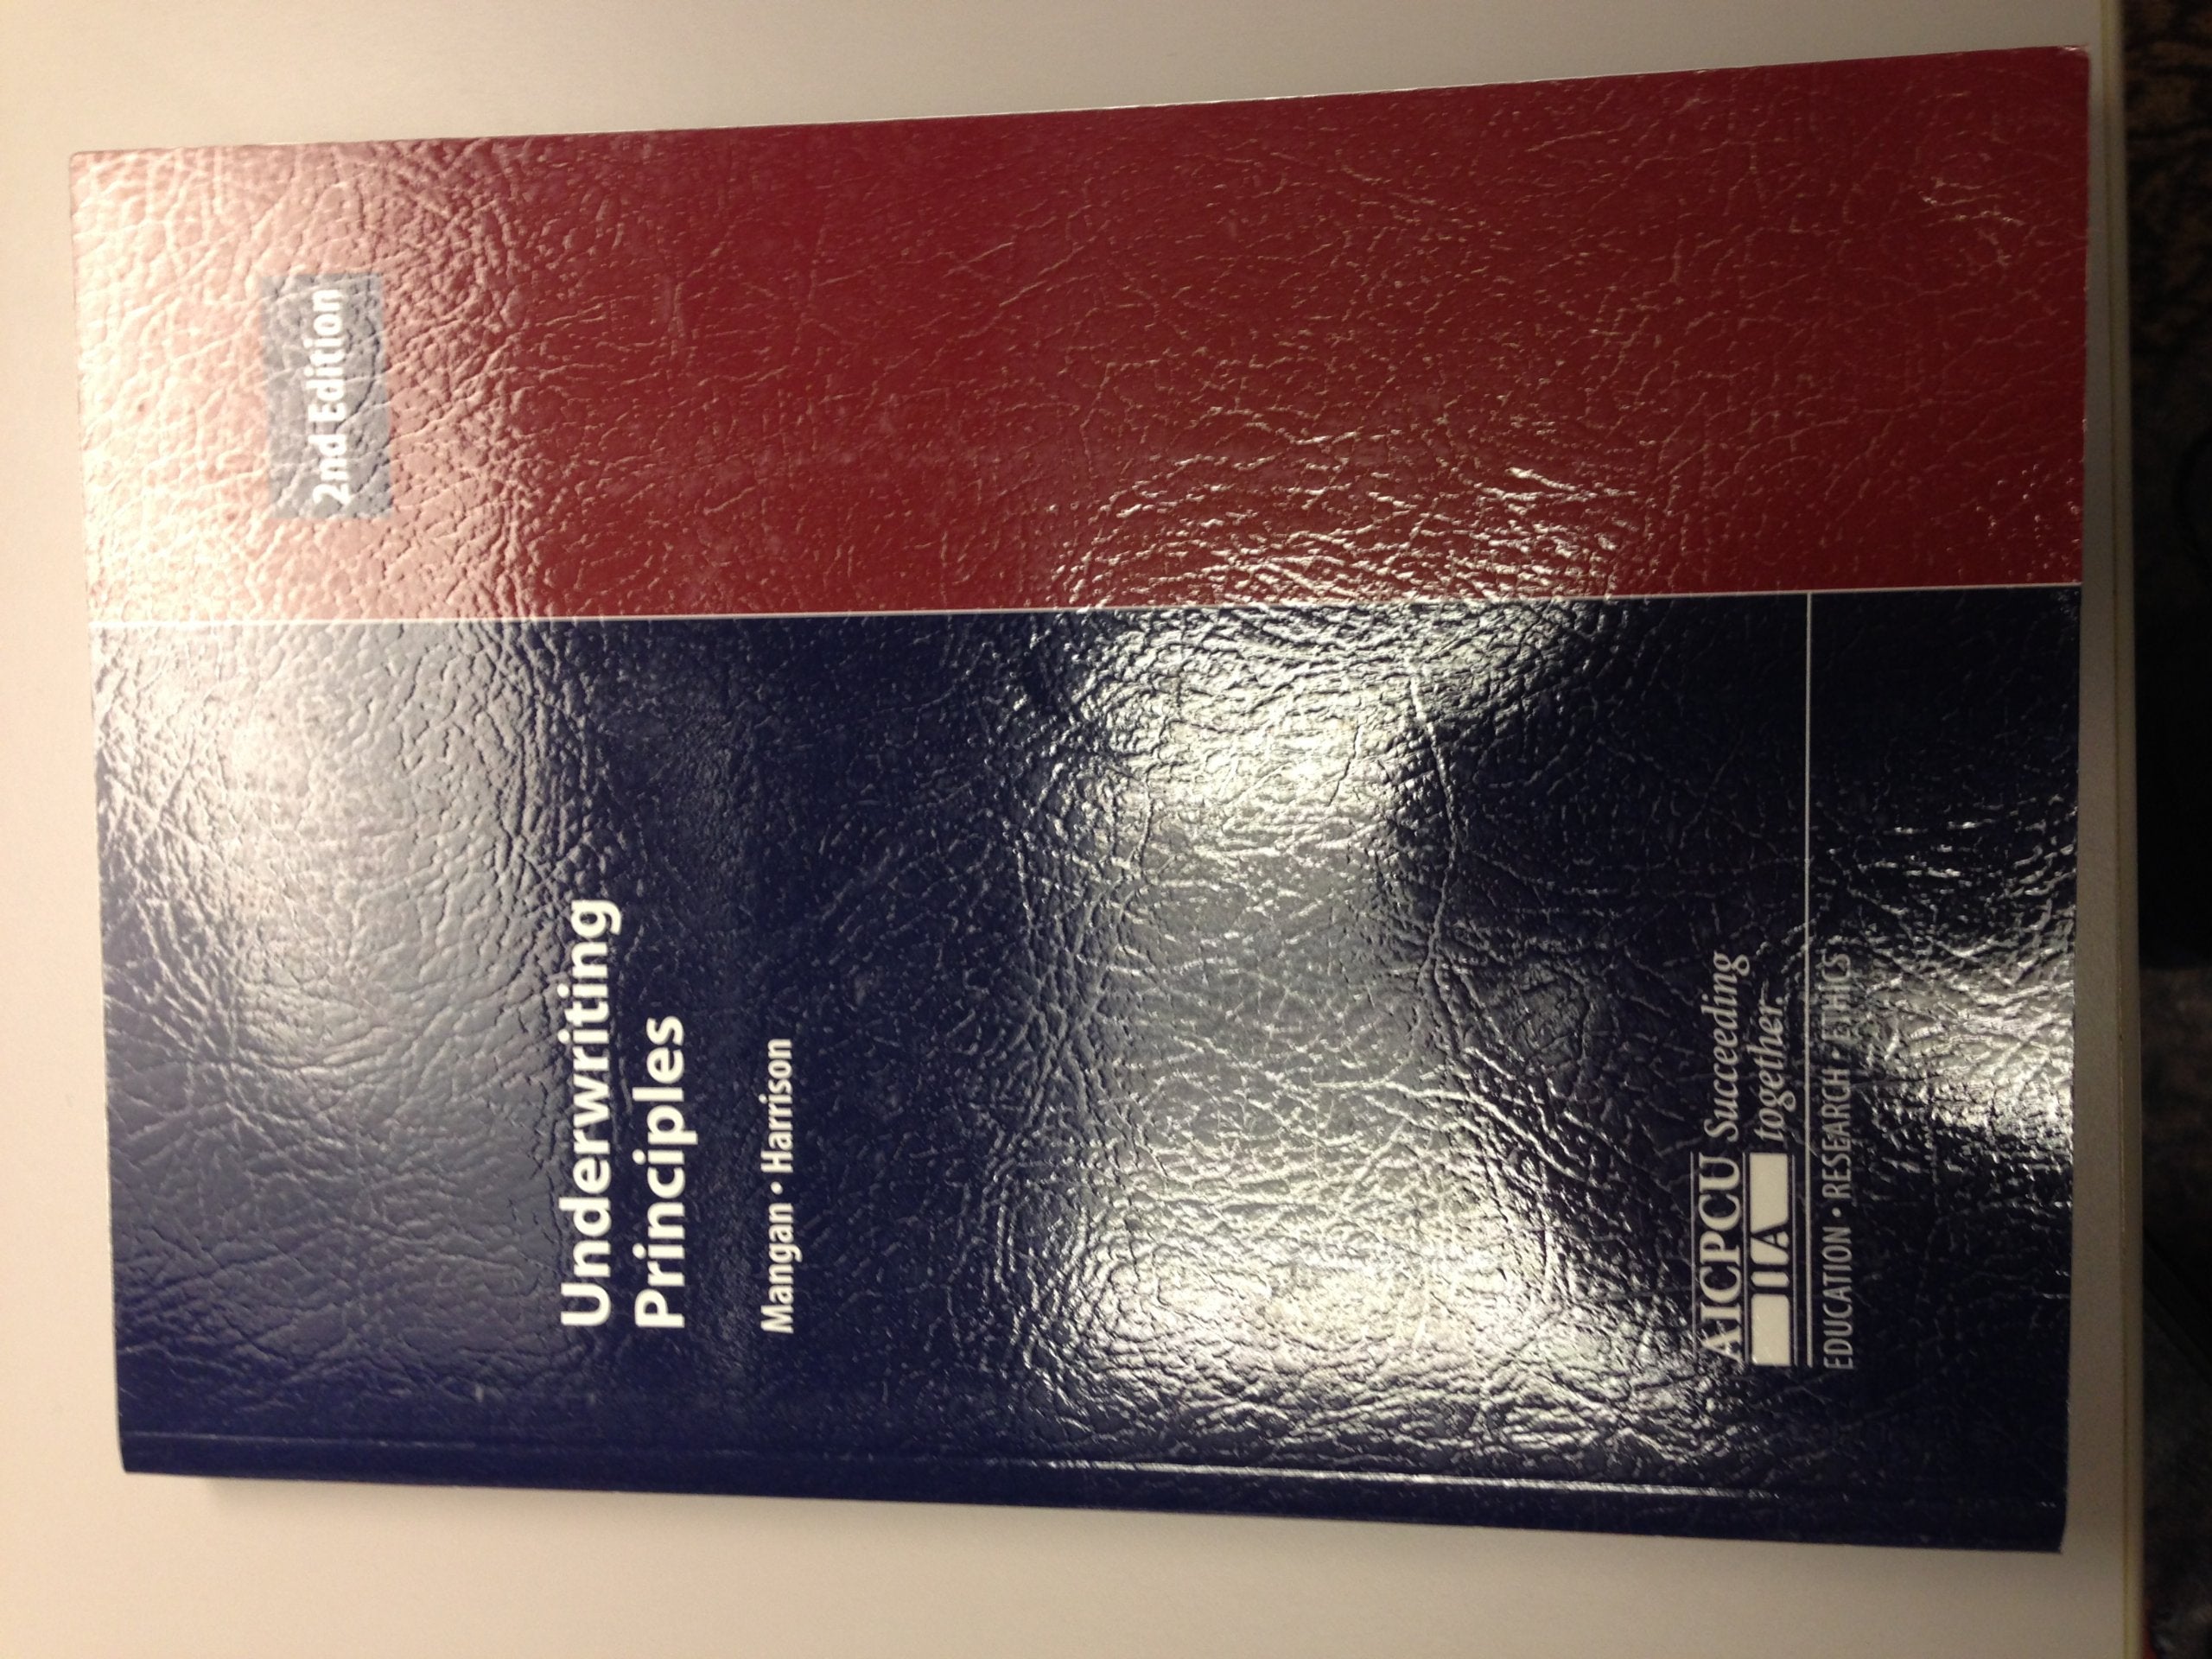 2nd Edition
Underwriting
Principles
Mangan • Harrison
AICPCU Succeeding
IIA together.
EDUCATION • RESEARCH • ETHICS